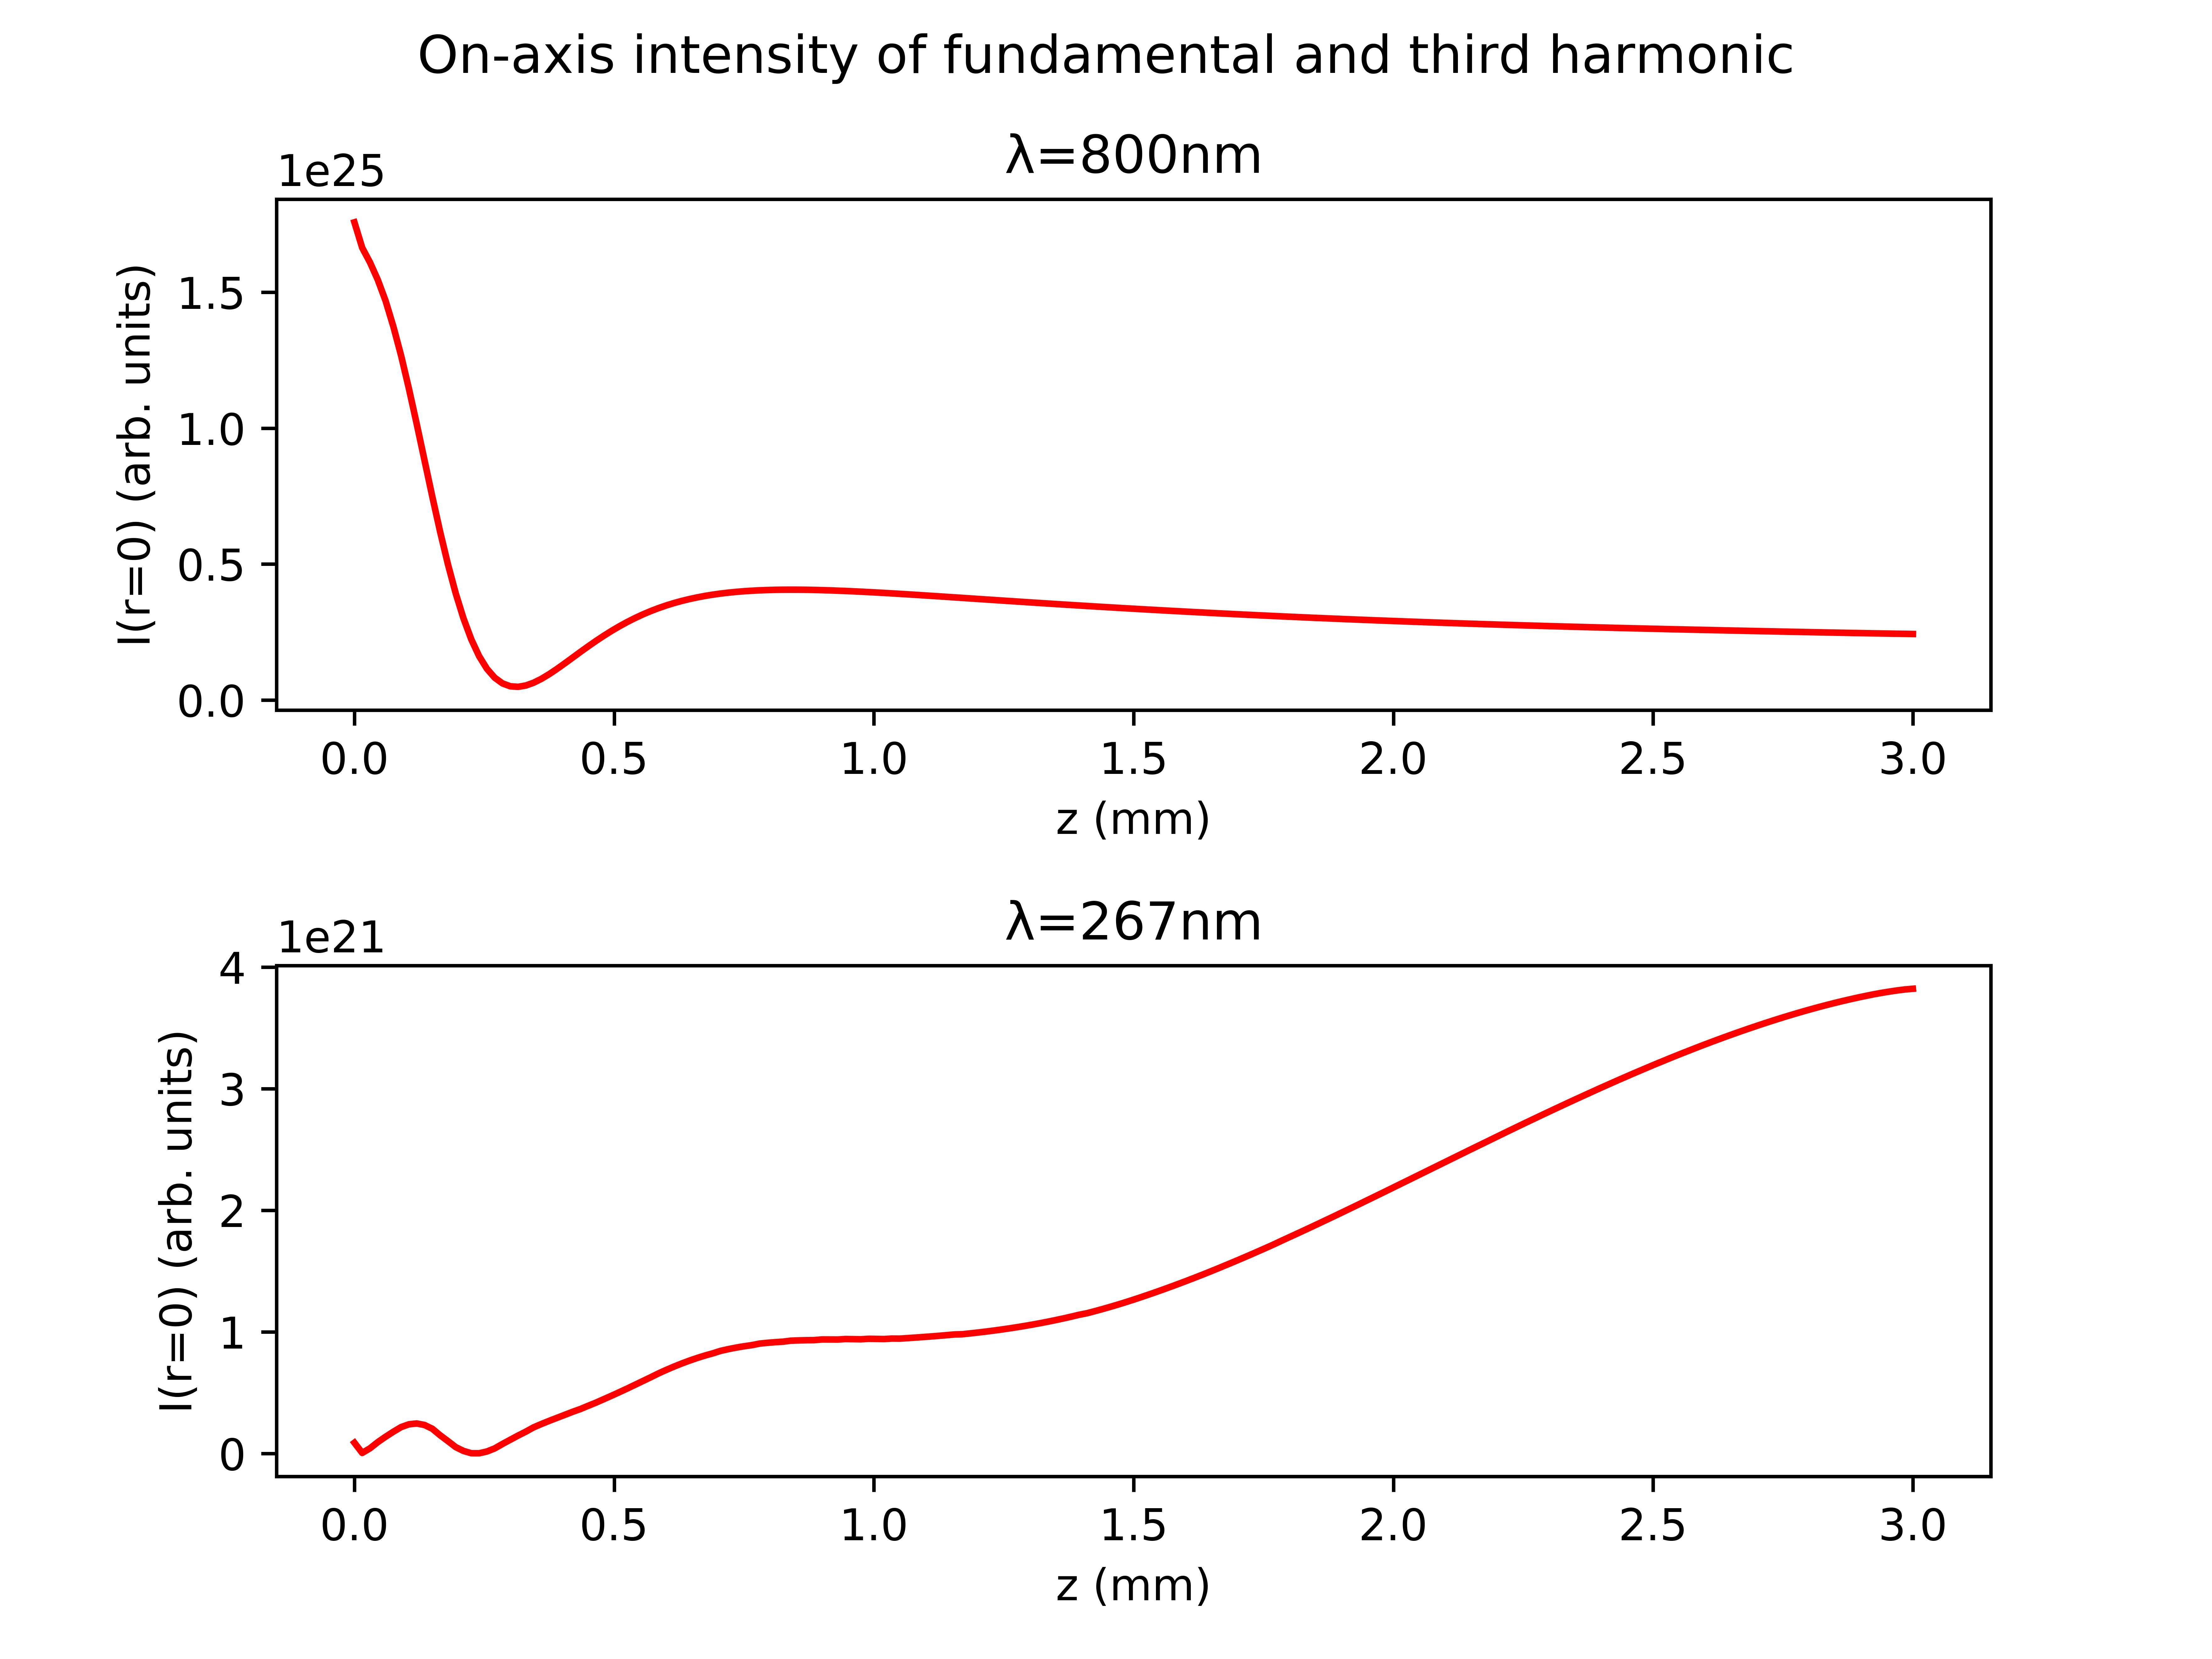 On-axis intensity of fundamental and third harmonic
λ=800nm
1e25
I(r=0) (arb. units)
1.5
1.0
0.5
0.0
0.0 0.5 1.0 1.5 2.0 2.5 3.0
z (mm)
λ=267nm
1e21
I(r=0) (arb. units)
4
3
2
1
0
0.0 0.5 1.0 1.5 2.0 2.5 3.0
z (mm)